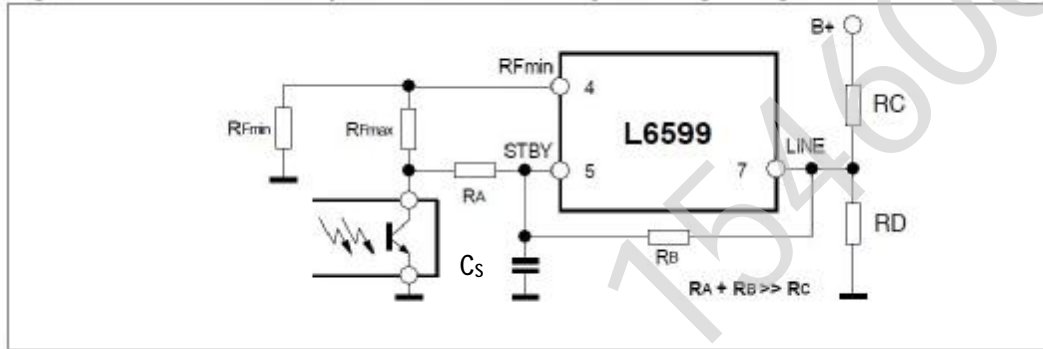 B+
RFmin
4
RC
RFmin
RFmax
L6599
STBY
LINE
5
7
RA
RD
RB
Cs
RA + RB >> RC